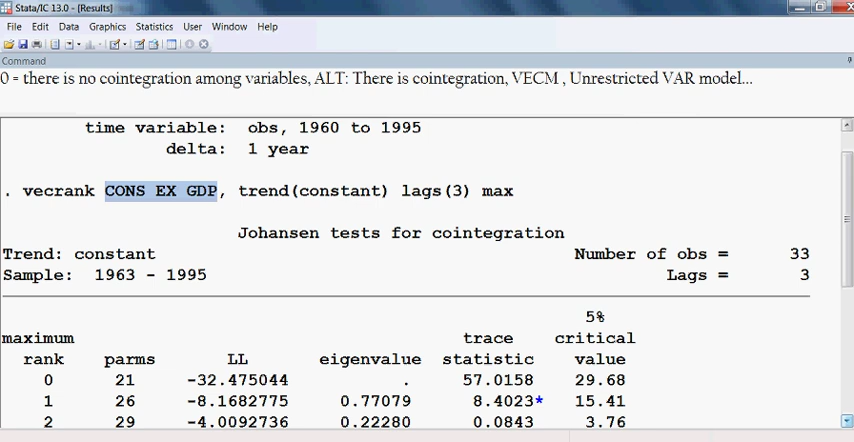 Stata/IC 13.0 - [Results]
File Edit Data Graphics Statistics User Window Help
Command
0 = there is no cointegration among variables, ALT: There is cointegration, VECM , Unrestricted VAR model...
time variable: obs, 1960 to 1995
delta: 1 year
. vecrank CONS EX GDP, trend(constant) lags(3) max
Johansen tests for cointegration
Trend: constant Number of obs = 33
Sample: 1963 - 1995 Lags = 3
5%
maximum trace critical
rank parms LL eigenvalue statistic value
0 21 -32.475044 . 57.0158 29.68
1 26 -8.1682775 0.77079 8.4023* 15.41
2 29 -4.0092736 0.22280 0.0843 3.76